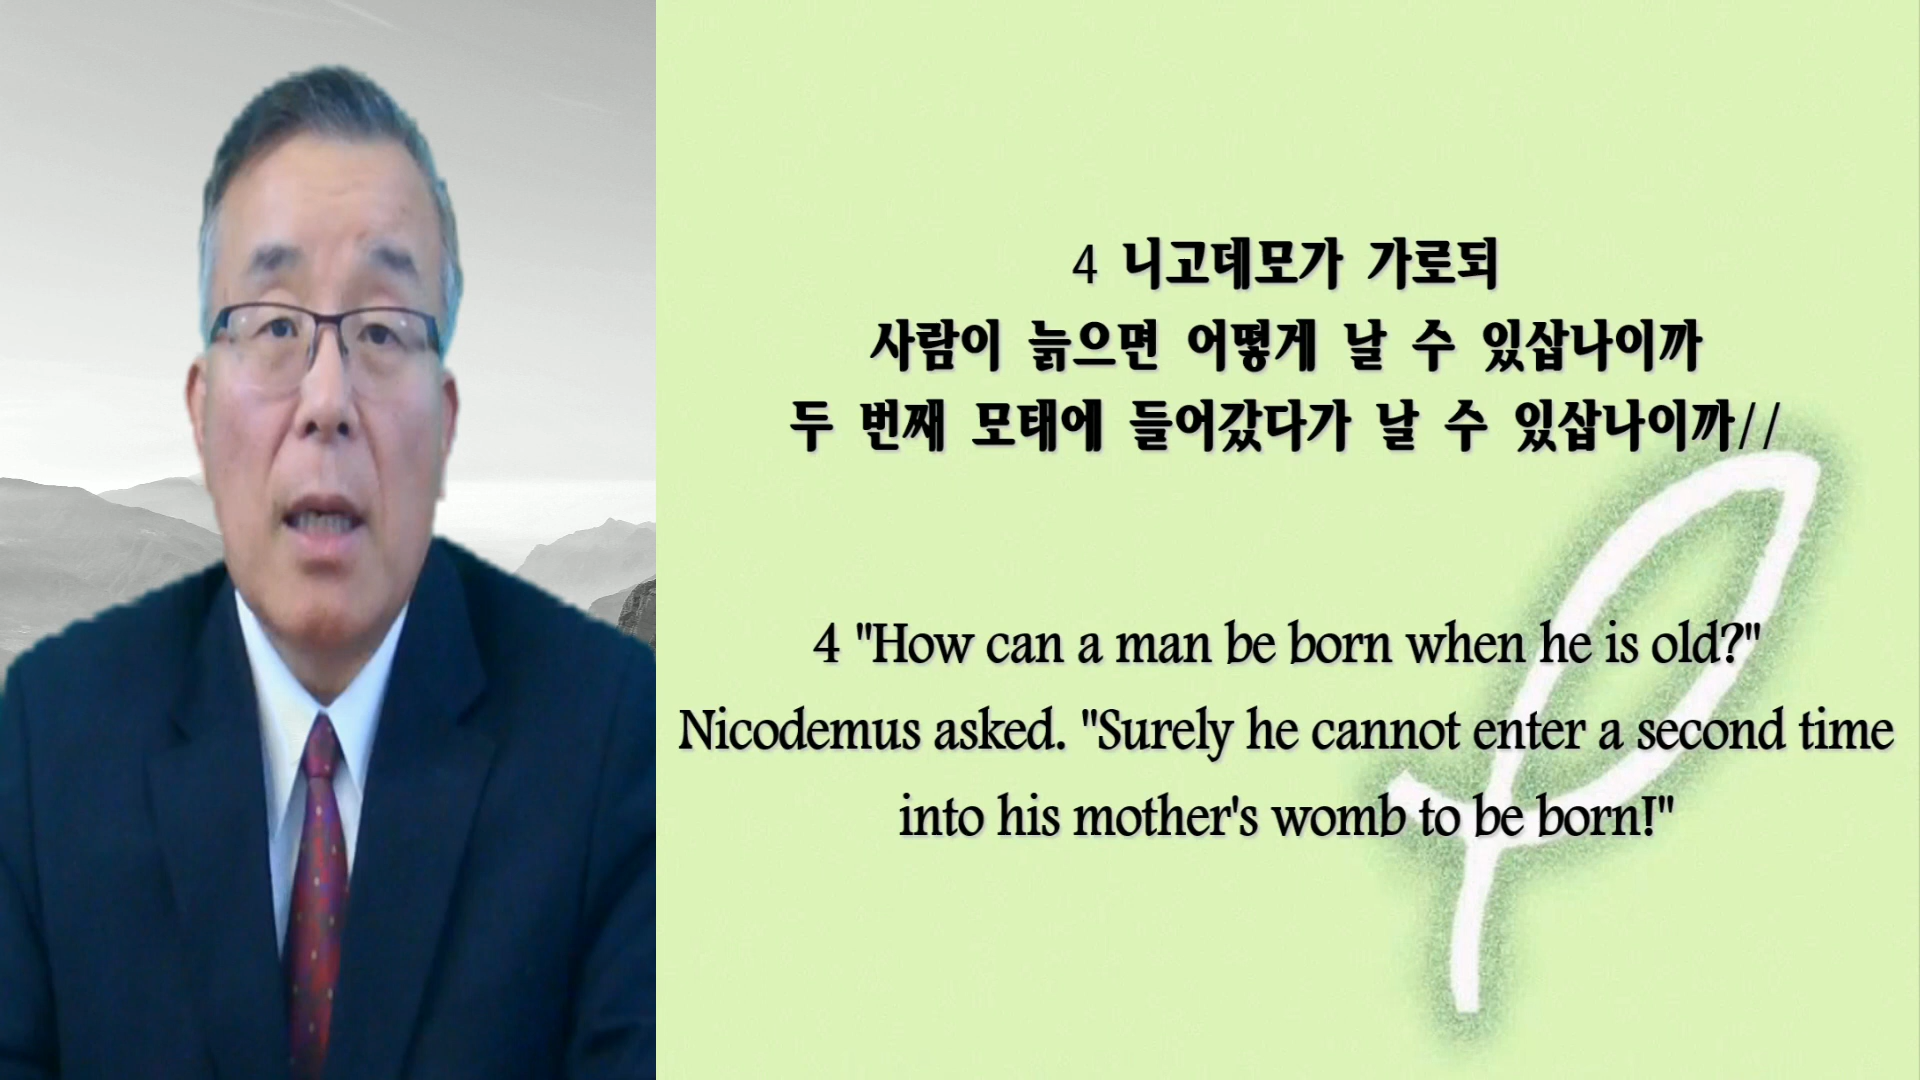 4 니고데모가 가로되
사람이 늙으면 어떻게 날 수 있삽나이까
두 번째 모태에 들어갔다가 날 수 있삽나이까//
4 "How can a man be born when he is old?"
Nicodemus asked. "Surely he cannot enter a second time
into his mother's womb to be born!"